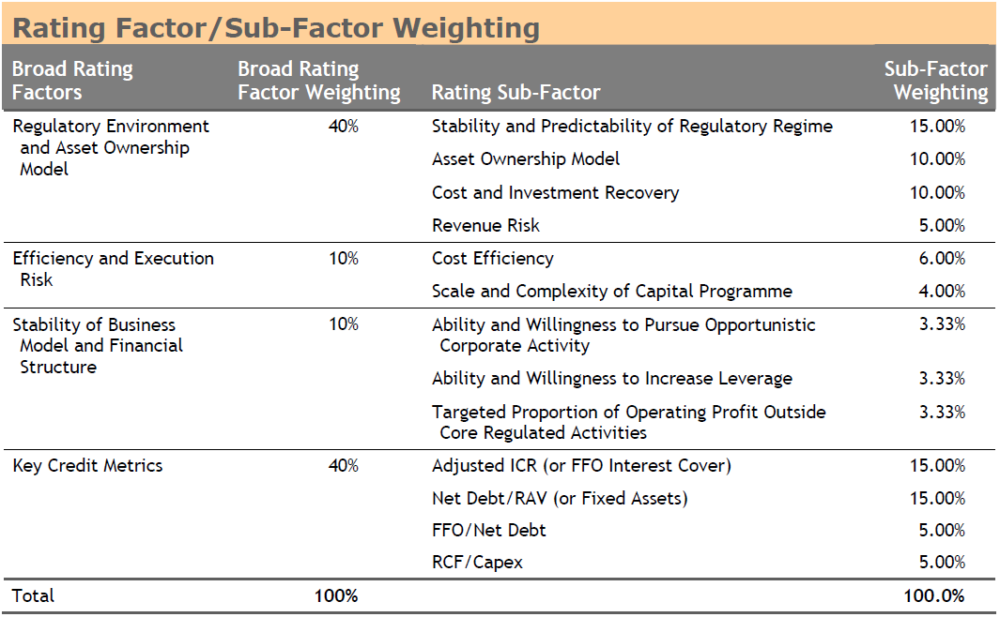 Rating Factor/Sub-Factor Weighting
Broad Rating Factors Broad Rating Factor Weighting Rating Sub-Factor Sub-Factor Weighting
Regulatory Environment 40% Stability and Predictability of Regulatory Regime 15.00%
and Asset Ownership Asset Ownership Model 10.00%
Model
Cost and Investment Recovery 10.00%
Revenue Risk 5.00%
Efficiency and Execution 10% Cost Efficiency 6.00%
Risk
Scale and Complexity of Capital Programme 4.00%
Stability of Business 10% Ability and Willingness to Pursue Opportunistic 3.33%
Model and Financial Corporate Activity
Structure
Ability and Willingness to Increase Leverage 3.33%
Targeted Proportion of Operating Profit Outside 3.33%
Core Regulated Activities
Key Credit Metrics 40% Adjusted ICR (or FFO Interest Cover) 15.00%
Net Debt/RAV (or Fixed Assets) 15.00%
FFO/Net Debt 5.00%
RCF/Capex 5.00%
Total 100% 100.0%